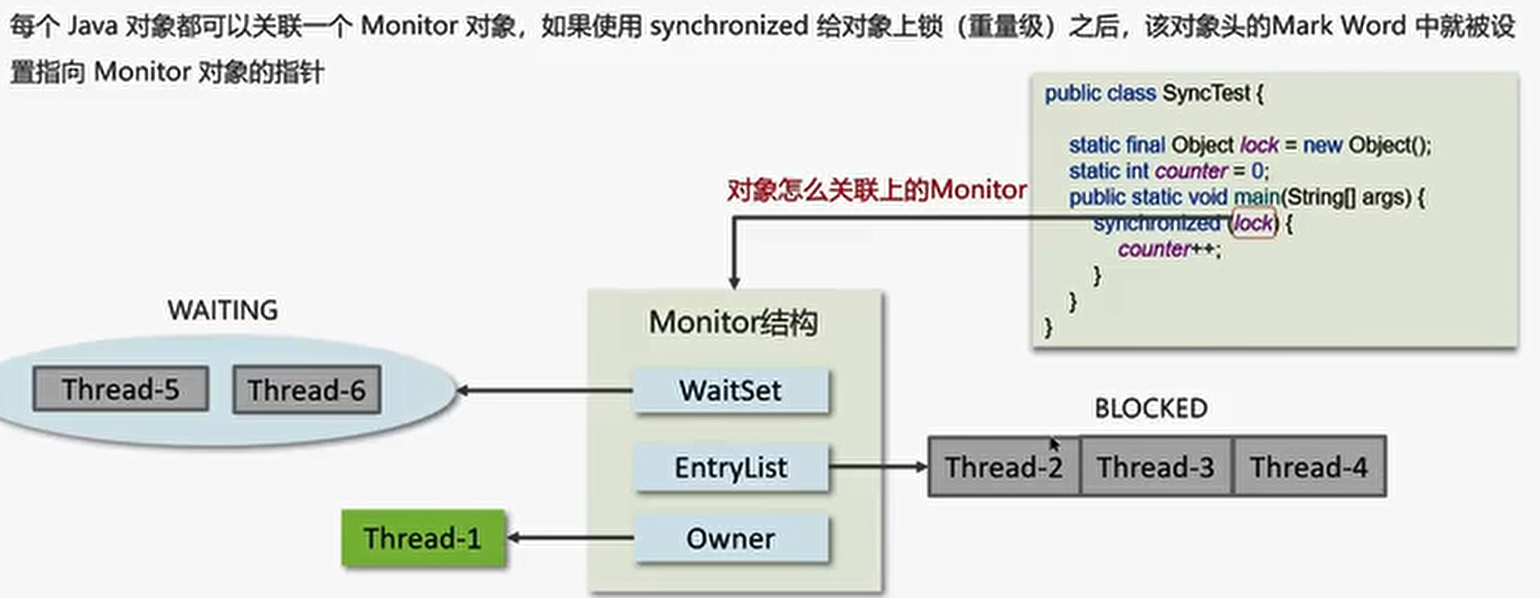 每个 Java 对象都可以关联一个 Monitor 对象，如果使用 synchronized 给对象上锁（重量级）之后，该对象头的Mark Word 中就被设
置指向 Monitor 对象的指针
public class SyncTest {
static final Object lock = new Object();
static int counter = 0;
public static void main(String[] args) {
synchronized (lock) {
counter++;
}
}
}
对象怎么关联上的Monitor
Monitor结构
WaitSet
EntryList
Owner
WAITING
Thread-5
Thread-6
BLOCKED
Thread-2
Thread-3
Thread-4
Thread-1